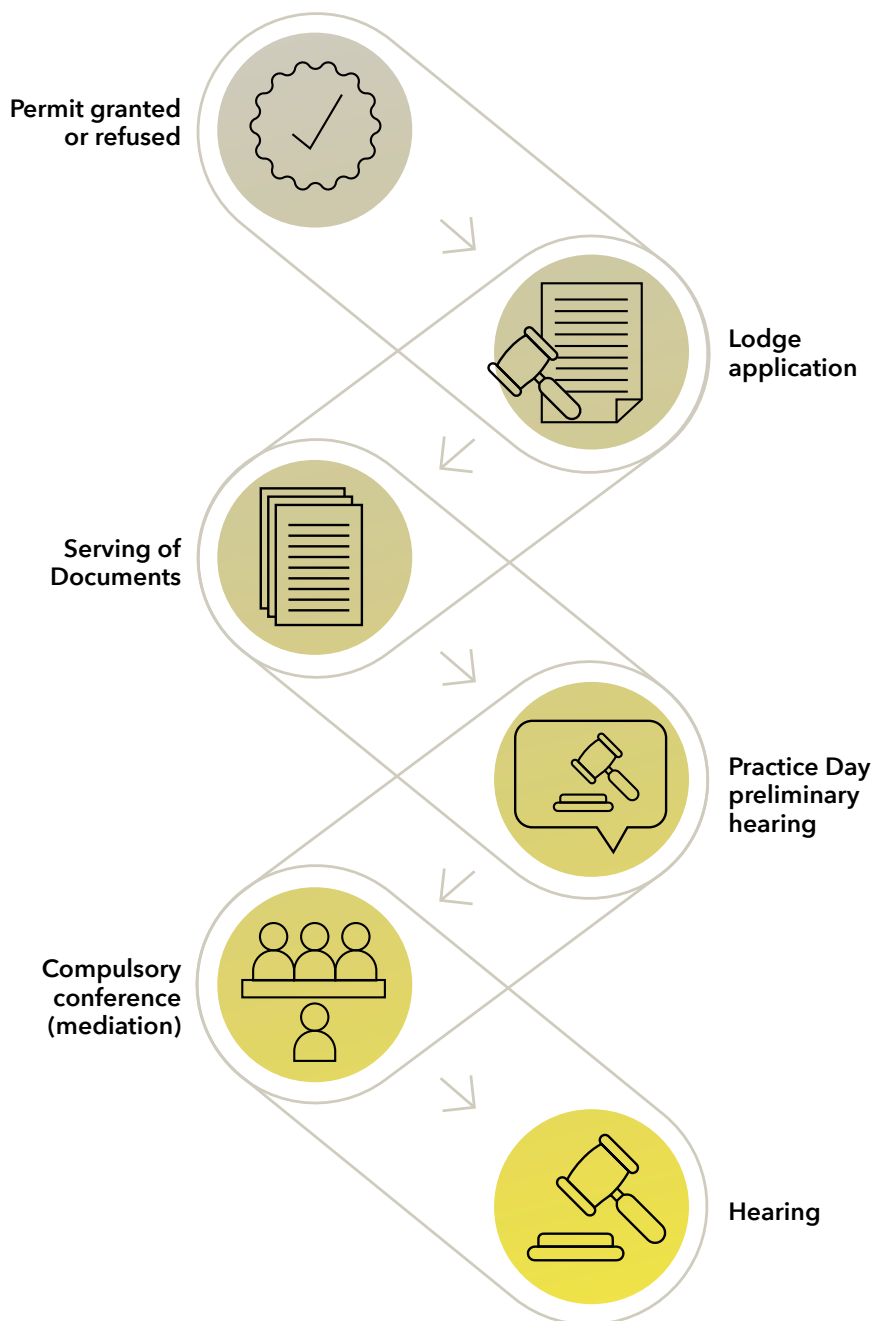 Permit granted
or refused
Lodge
application
Serving of
Documents
Practice Day
preliminary
hearing
Compulsory
conference
(mediation)
Hearing